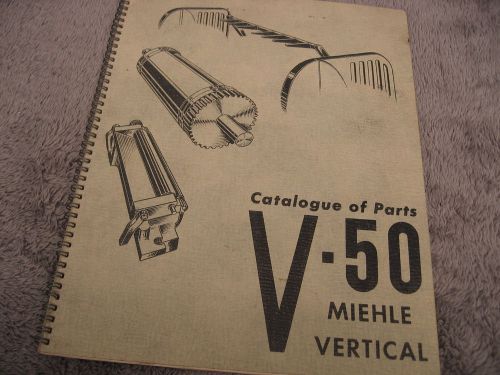 Catalogue of Parts
V-50
MIEHLE
VERTICAL